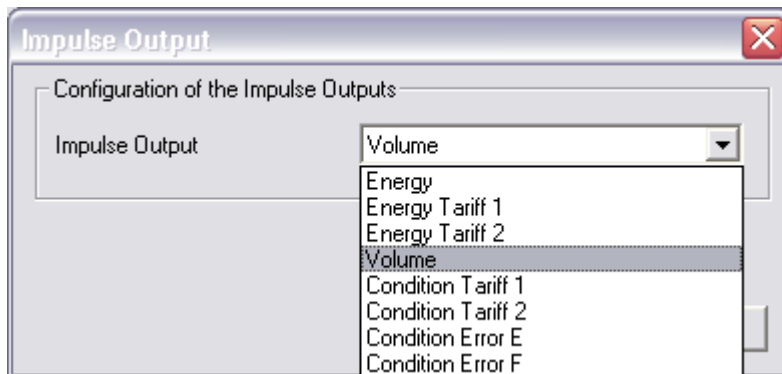 Impulse Output
Configuration of the Impulse Outputs
Impulse Output
Volume
Energy
Energy Tariff 1
Energy Tariff 2
Volume
Condition Tariff 1
Condition Tariff 2
Condition Error E
Condition Error F